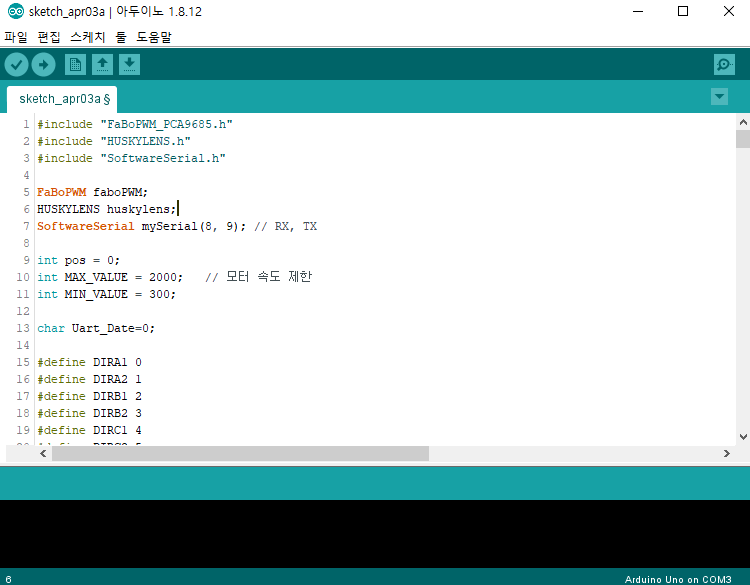 sketch_apr03a | 아두이노 1.8.12
파일 편집 스케치 툴 도움말
sketch_apr03a §
1 #include "FaBoPWM_PCA9685.h"
2 #include "HUSKYLENS.h"
3 #include "SoftwareSerial.h"
4
5 FaBoPWM faboPWM;
6 HUSKYLENS huskylens;
7 SoftwareSerial mySerial(8, 9); // RX, TX
8
9 int pos = 0;
10 int MAX_VALUE = 2000;   // 모터 속도 제한
11 int MIN_VALUE = 300;
12
13 char Uart_Date=0;
14
15 #define DIRA1 0
16 #define DIRA2 1
17 #define DIRB1 2
18 #define DIRB2 3
19 #define DIRC1 4
6
Arduino Uno on COM3